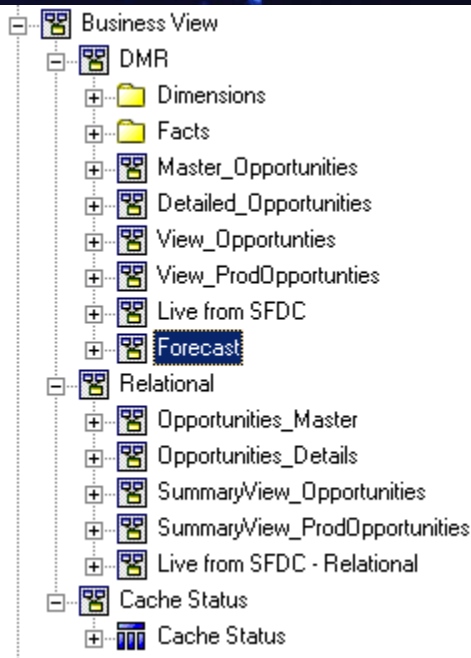 Business View
DMR
Dimensions
Facts
Master_Opportunities
Detailed_Opportunities
View_Opportunties
View_ProdOpportunties
Live from SFDC
Forecast
Relational
Opportunities_Master
Opportunities_Details
SummaryView_Opportunities
SummaryView_ProdOpportunities
Live from SFDC - Relational
Cache Status
Cache Status